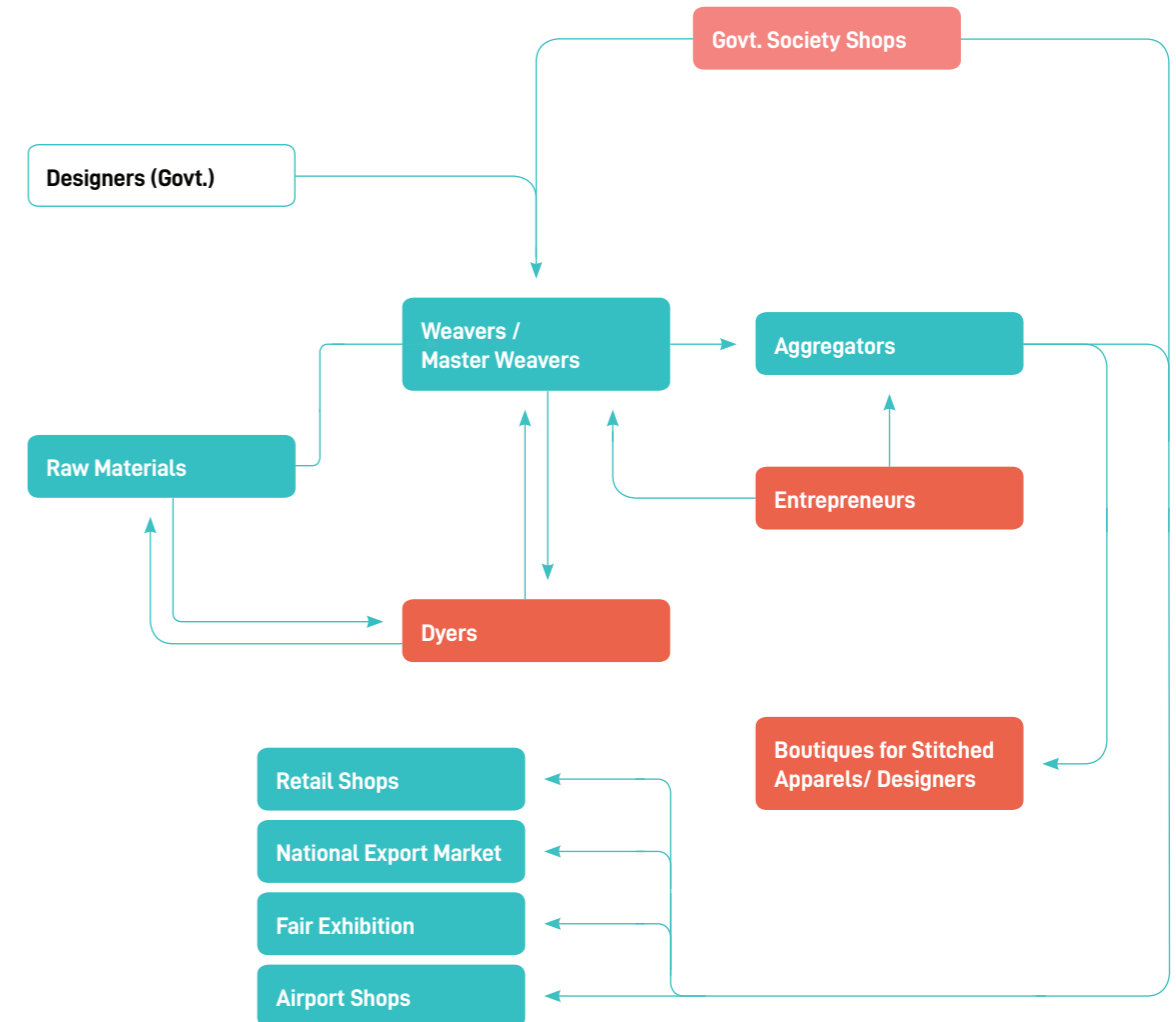 Govt. Society Shops
Designers (Govt.)
Weavers /
Master Weavers
Aggregators
Raw Materials
Entrepreneurs
Dyers
Boutiques for Stitched
Apparels/ Designers
Retail Shops
National Export Market
Fair Exhibition
Airport Shops